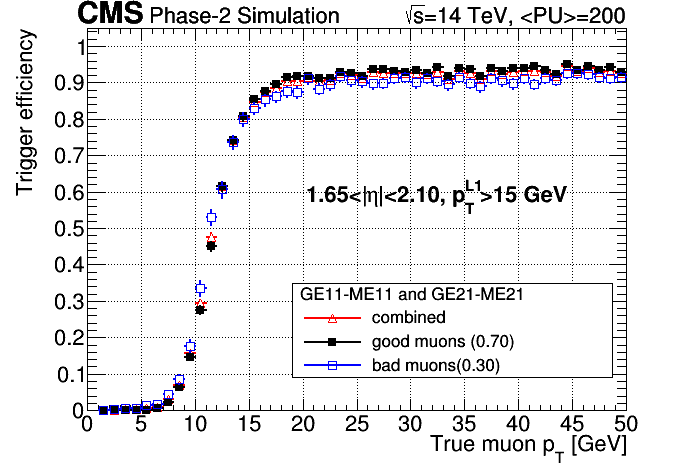 CMS Phase-2 Simulation √s=14 TeV, <PU>=200
Trigger efficiency
1
0.9
0.8
0.7
0.6
0.5
0.4
0.3
0.2
0.1
0
1.65<|η|<2.10, p_T^L1>15 GeV
GE11-ME11 and GE21-ME21
combined
good muons (0.70)
bad muons(0.30)
0 5 10 15 20 25 30 35 40 45 50
True muon p_T [GeV]